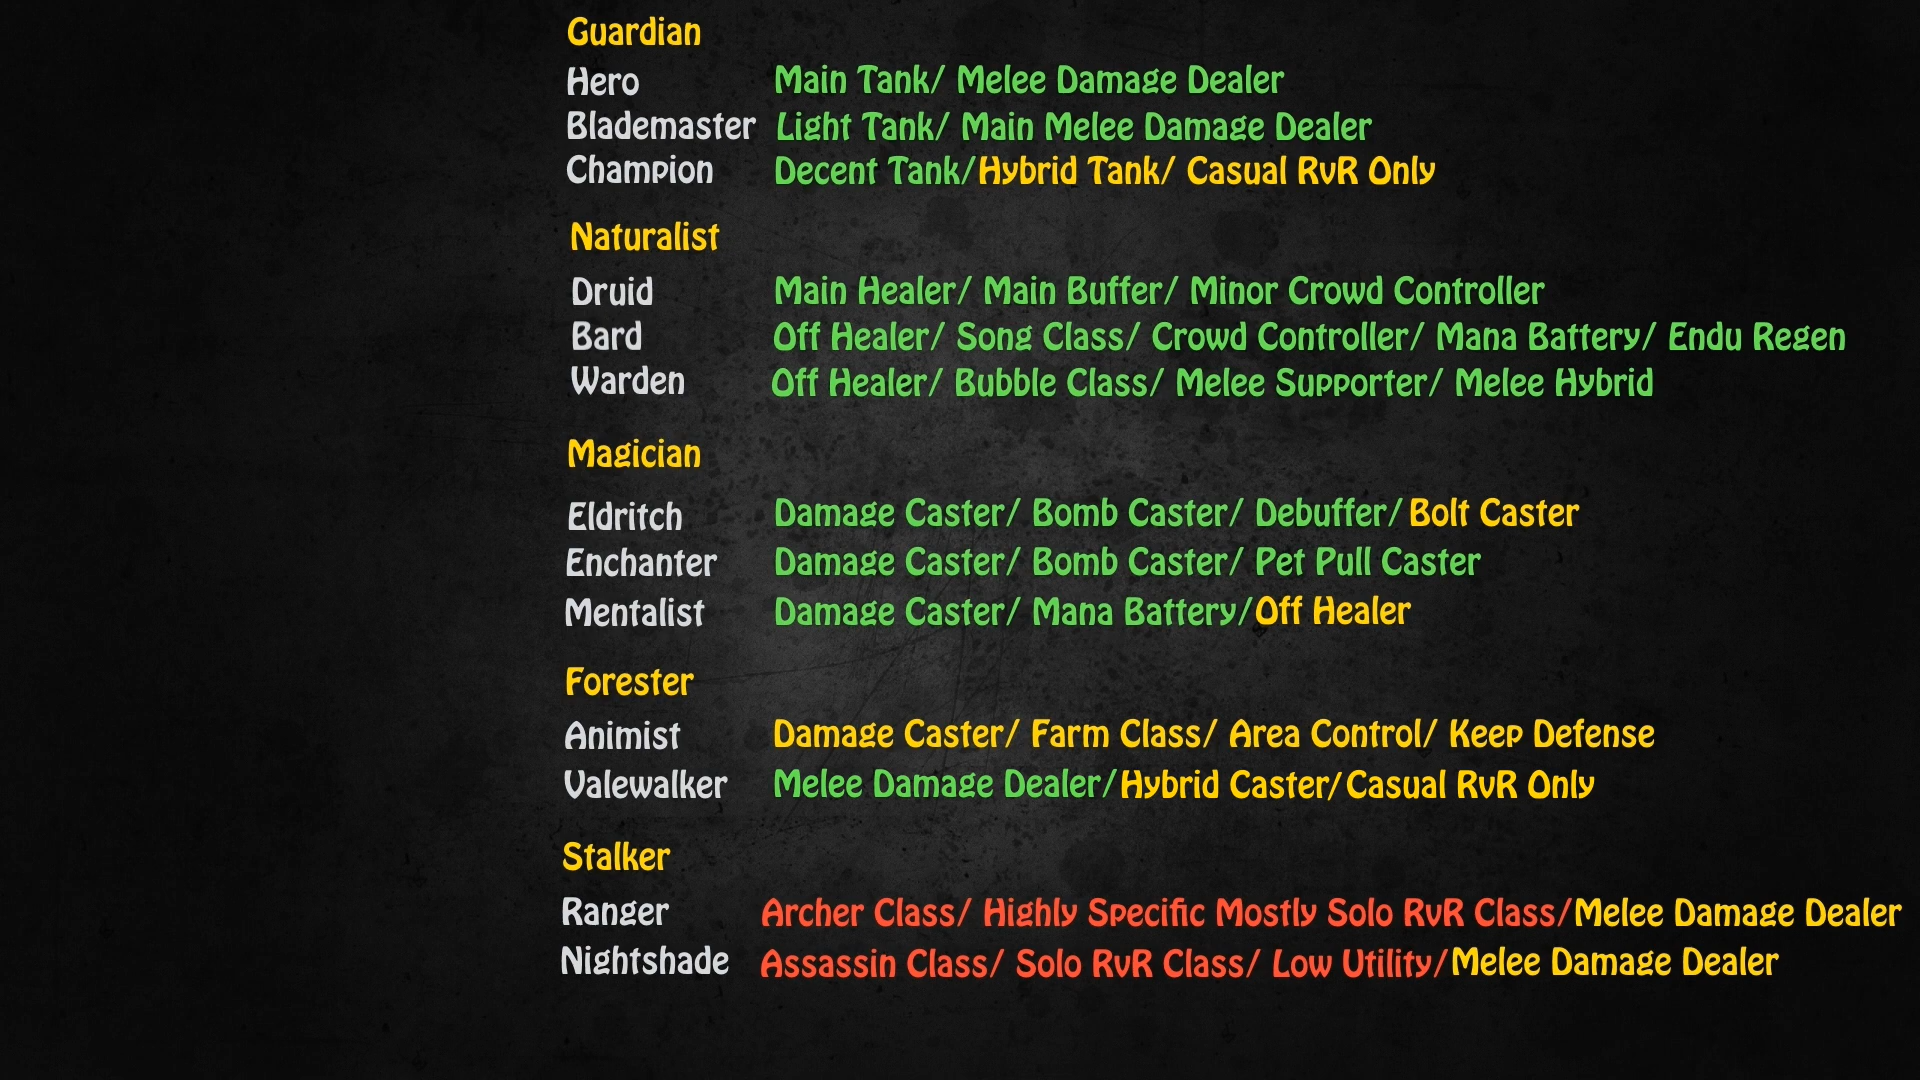 Guardian
Hero Main Tank/ Melee Damage Dealer
Blademaster Light Tank/ Main Melee Damage Dealer
Champion Decent Tank/Hybrid Tank/ Casual RvR Only
Naturalist
Druid Main Healer/ Main Buffer/ Minor Crowd Controller
Bard Off Healer/ Song Class/ Crowd Controller/ Mana Battery/ Endu Regen
Warden Off Healer/ Bubble Class/ Melee Supporter/ Melee Hybrid
Magician
Eldritch Damage Caster/ Bomb Caster/ Debuffer/ Bolt Caster
Enchanter Damage Caster/ Bomb Caster/ Pet Pull Caster
Mentalist Damage Caster/ Mana Battery/Off Healer
Forester
Animist Damage Caster/ Farm Class/ Area Control/ Keep Defense
Valewalker Melee Damage Dealer/Hybrid Caster/Casual RvR Only
Stalker
Ranger Archer Class/ Highly Specific Mostly Solo RvR Class/Melee Damage Dealer
Nightshade Assassin Class/ Solo RvR Class/ Low Utility/Melee Damage Dealer